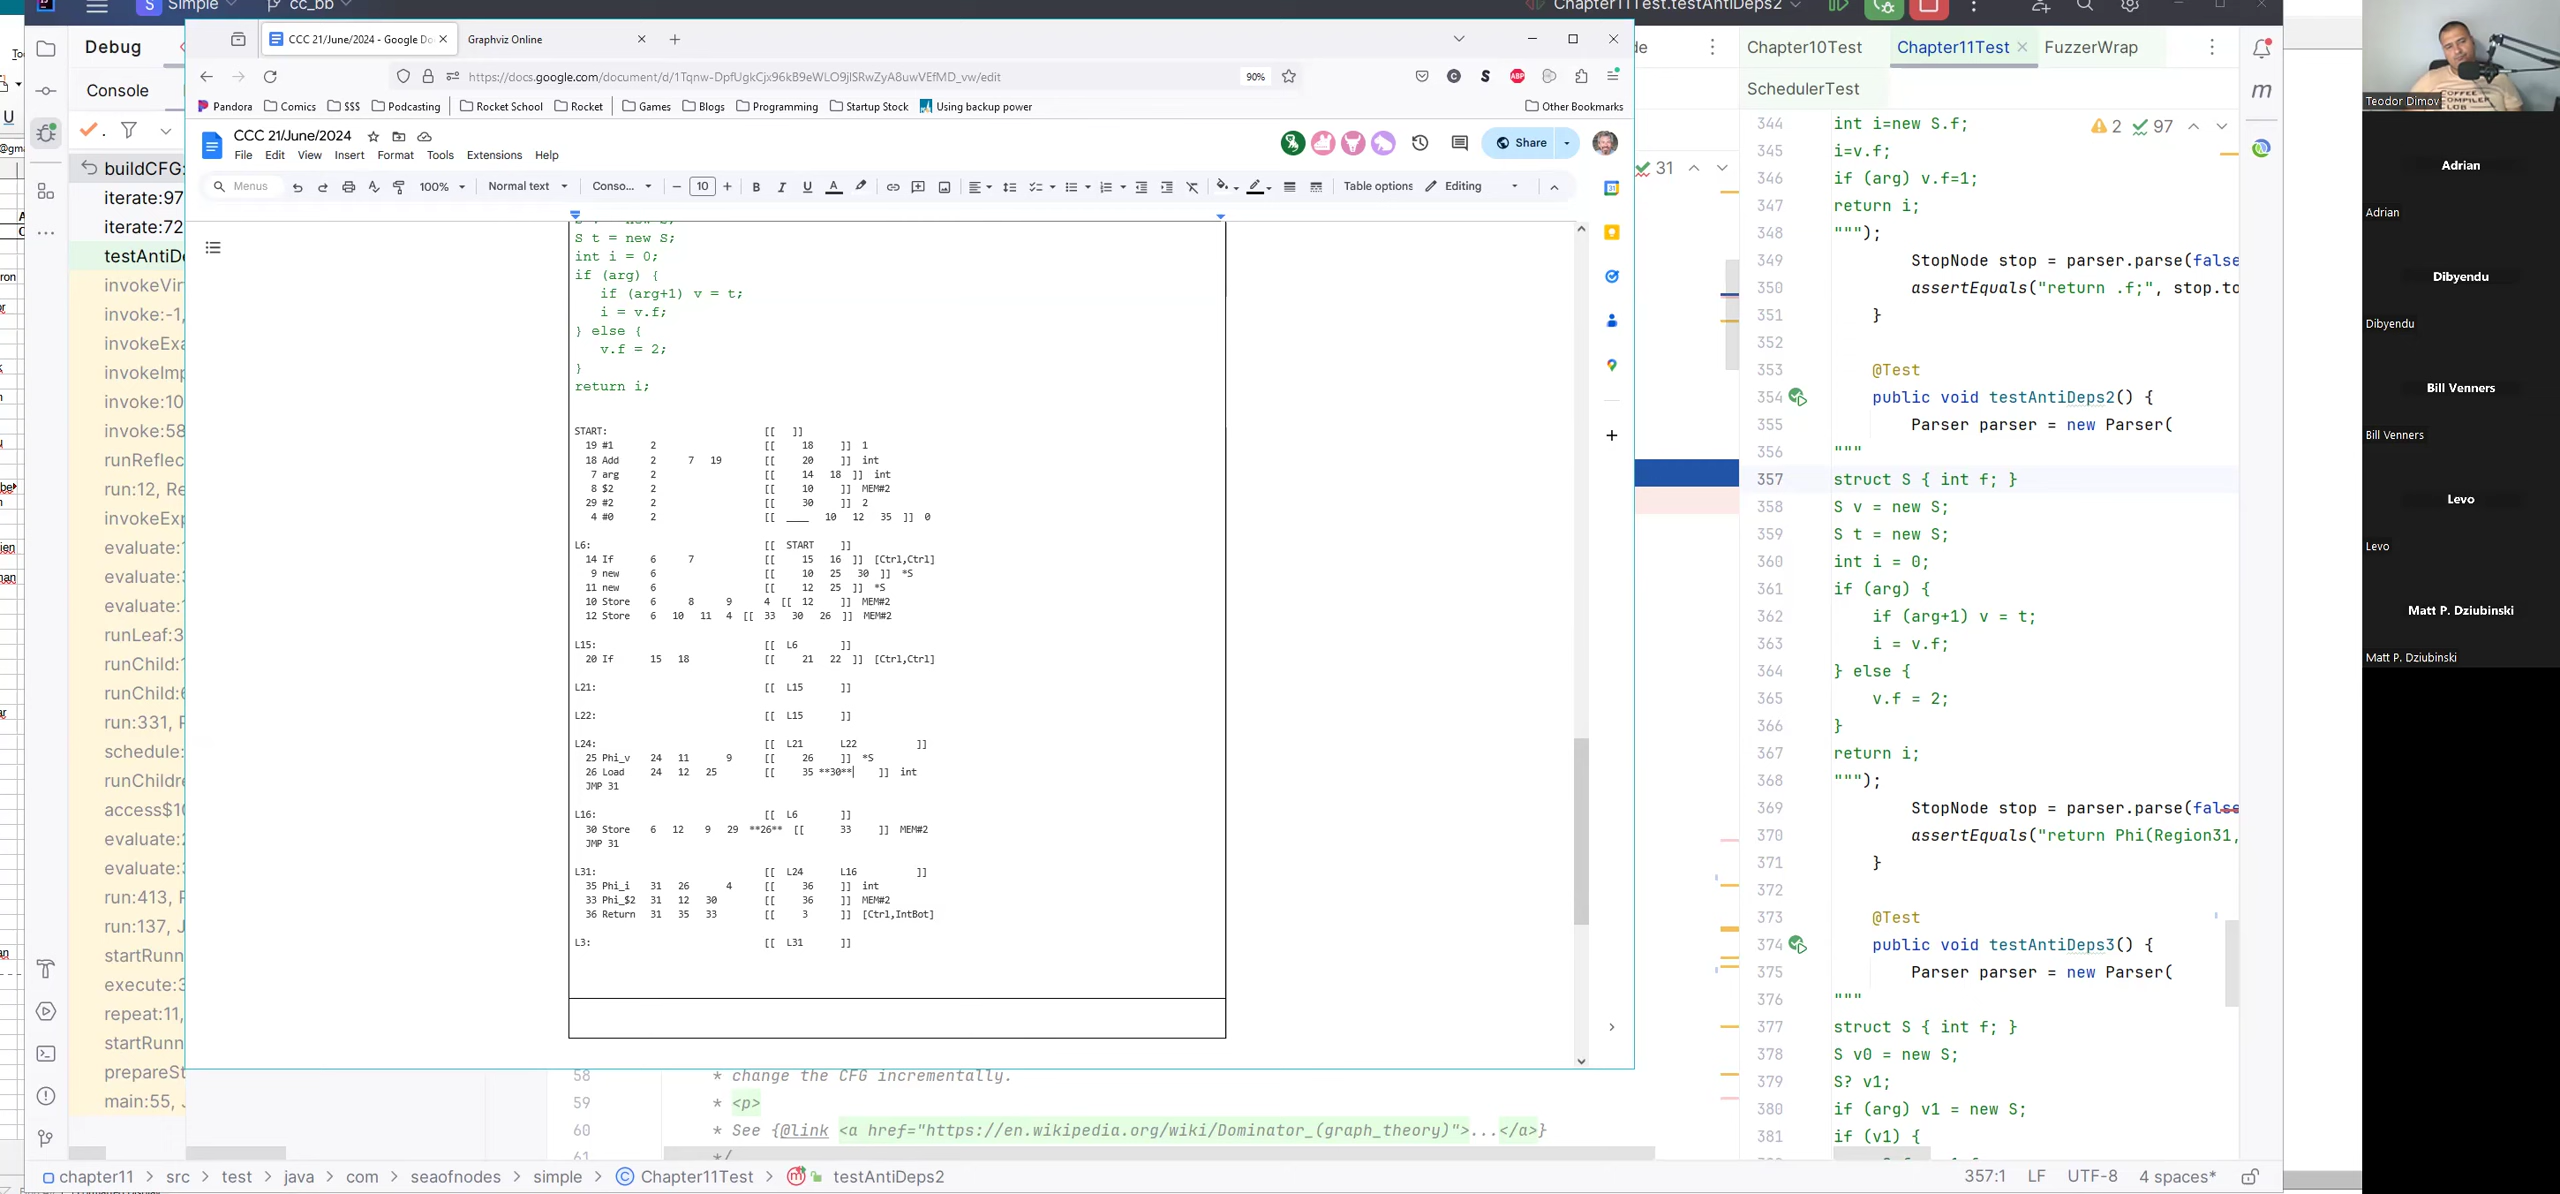 Simple
cc_bb
Chapter11Test.testAntiDeps2
Debug
Console
buildCFG:
iterate:97
iterate:72
testAntiDe
invokeVir
invoke:-1,
invokeExa
invokeImp
invoke:10
invoke:58
runReflec
run:12, Re
invokeExp
evaluate:
evaluate:
evaluate:
runLeaf:3
runChild:
runChild:6
run:331, F
schedule:
runChildre
access$10
evaluate:2
evaluate:3
run:413, F
run:137, J
startRunn
execute:3
repeat:11,
startRunn
prepareSt
main:55, J
CCC 21/June/2024 - Google Do
Graphviz Online
https://docs.google.com/document/d/1Tqnw-DpfUgkCjx96kB9eWLO9jlSRwZyA8uwVEfMD_vw/edit
90%
Pandora Comics $$$ Podcasting Rocket School Rocket Games Blogs Programming Startup Stock Using backup power Other Bookmarks
CCC 21/June/2024
File Edit View Insert Format Tools Extensions Help
Share
Menus 100% Normal text Conso... 10 B I U A Table options Editing
S t = new S;
int i = 0;
if (arg) {
if (arg+1) v = t;
i = v.f;
} else {
v.f = 2;
}
return i;
START: [[ ]]
19 #1 2 [[ 18 ]] 1
18 Add 2 7 19 [[ 20 ]] int
7 arg 2 [[ 14 18 ]] int
8 $2 2 [[ 10 ]] MEM#2
29 #2 2 [[ 30 ]] 2
4 #0 2 [[ ____ 10 12 35 ]] 0
L6: [[ START ]]
14 If 6 7 [[ 15 16 ]] [Ctrl,Ctrl]
9 new 6 [[ 10 25 30 ]] *S
11 new 6 [[ 12 25 ]] *S
10 Store 6 8 9 4 [[ 12 ]] MEM#2
12 Store 6 10 11 4 [[ 33 30 26 ]] MEM#2
L15: [[ L6 ]]
20 If 15 18 [[ 21 22 ]] [Ctrl,Ctrl]
L21: [[ L15 ]]
L22: [[ L15 ]]
L24: [[ L21 L22 ]]
25 Phi_v 24 11 9 [[ 26 ]] *S
26 Load 24 12 25 [[ 35 **30** ]] int
JMP 31
L16: [[ L6 ]]
30 Store 6 12 9 29 **26** [[ 33 ]] MEM#2
JMP 31
L31: [[ L24 L16 ]]
35 Phi_i 31 26 4 [[ 36 ]] int
33 Phi_$2 31 12 30 [[ 36 ]] MEM#2
36 Return 31 35 33 [[ 3 ]] [Ctrl,IntBot]
L3: [[ L31 ]]
58 * change the CFG incrementally.
59 * <p>
60 * See {@link <a href="https://en.wikipedia.org/wiki/Dominator_(graph_theory)">...</a>}
61 */
31
Chapter10Test Chapter11Test FuzzerWrap
SchedulerTest
2 97
344 int i=new S.f;
345 i=v.f;
346 if (arg) v.f=1;
347 return i;
348 """);
349 StopNode stop = parser.parse(false
350 assertEquals("return .f;", stop.to
351 }
352
353 @Test
354 public void testAntiDeps2() {
355 Parser parser = new Parser(
356 """
357 struct S { int f; }
358 S v = new S;
359 S t = new S;
360 int i = 0;
361 if (arg) {
362 if (arg+1) v = t;
363 i = v.f;
364 } else {
365 v.f = 2;
366 }
367 return i;
368 """);
369 StopNode stop = parser.parse(false
370 assertEquals("return Phi(Region31,
371 }
372
373 @Test
374 public void testAntiDeps3() {
375 Parser parser = new Parser(
376 """
377 struct S { int f; }
378 S v0 = new S;
379 S? v1;
380 if (arg) v1 = new S;
381 if (v1) {
chapter11 > src > test > java > com > seaofnodes > simple > Chapter11Test > testAntiDeps2
357:1 LF UTF-8 4 spaces*
COFFEE
COMPILER
CLUB
Teodor Dimov
Adrian
Adrian
Dibyendu
Dibyendu
Bill Venners
Bill Venners
Levo
Levo
Matt P. Dziubinski
Matt P. Dziubinski